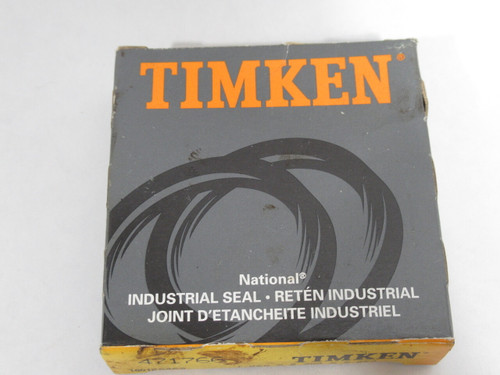 TIMKEN®
National®
INDUSTRIAL SEAL • RETÉN INDUSTRIAL
JOINT D'ETANCHEITE INDUSTRIEL
TIMKEN